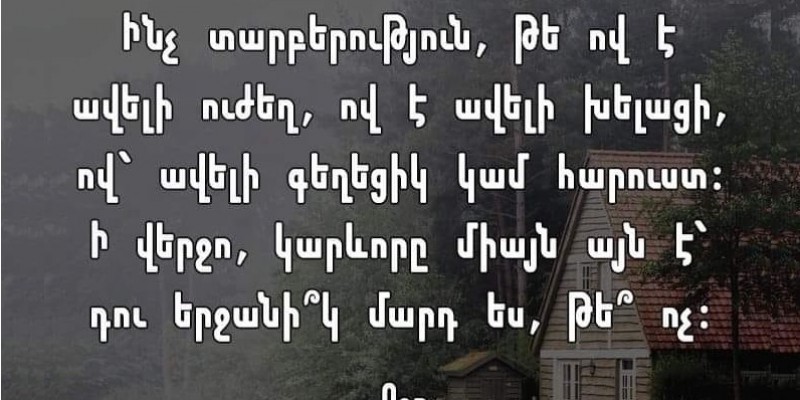 Ինչ տարբերություն, թե ով է
ավելի ուժեղ, ով է ավելի խելացի,
ով՝ ավելի գեղեցիկ կամ հարուստ:
Ի վերջո, կարևորը միայն այն է՝
դու երջանի՞կ մարդ ես, թե՞ ոչ: